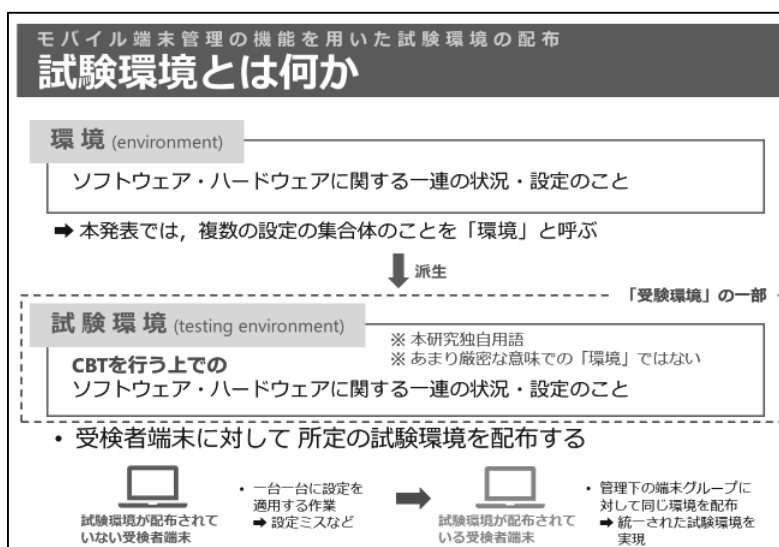 モバイル端末管理の機能を用いた試験環境の配布
試験環境とは何か
環境 (environment)
ソフトウェア・ハードウェアに関する一連の状況・設定のこと
➡ 本発表では，複数の設定の集合体のことを「環境」と呼ぶ
派生
「受験環境」の一部
試験環境 (testing environment)
※ 本研究独自用語
※ あまり厳密な意味での「環境」ではない
CBTを行う上での
ソフトウェア・ハードウェアに関する一連の状況・設定のこと
• 受検者端末に対して 所定の試験環境を配布する
試験環境が配布されて
いない受検者端末
• 一台一台に設定を
適用する作業
➡ 設定ミスなど
試験環境が配布されて
いる受検者端末
• 管理下の端末グループに
対して同じ環境を配布
➡ 統一された試験環境を
実現